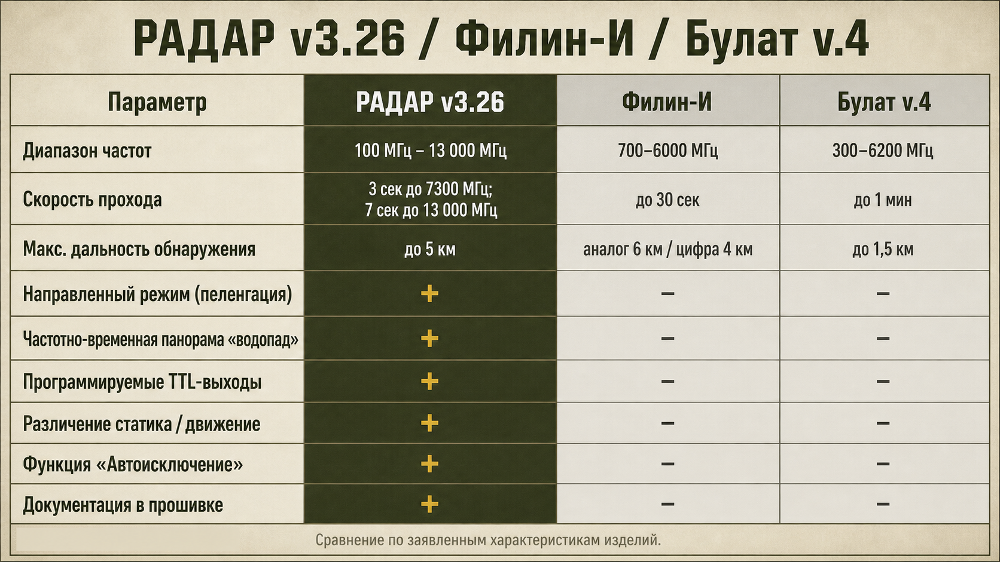 РАДАР v3.26 / Филин-И / Булат v.4
Параметр РАДАР v3.26 Филин-И Булат v.4
Диапазон частот 100 МГц – 13 000 МГц 700–6000 МГц 300–6200 МГц
Скорость прохода 3 сек до 7300 МГц; до 30 сек до 1 мин
7 сек до 13 000 МГц
Макс. дальность обнаружения до 5 км аналог 6 км / цифра 4 км до 1,5 км
Направленный режим (пеленгация) + – –
Частотно-временная панорама «водопад» + – –
Программируемые TTL-выходы + – –
Различение статика / движение + – –
Функция «Автоисключение» + – –
Документация в прошивке + – –
Сравнение по заявленным характеристикам изделий.